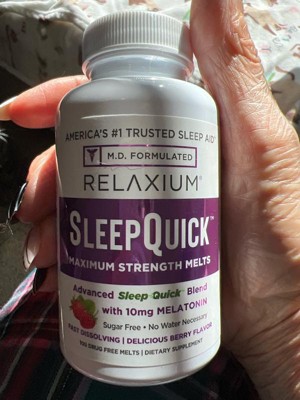 AMERICA'S #1 TRUSTED SLEEP AID*
M.D. FORMULATED
RELAXIUM®
SLEEPQUICK™
MAXIMUM STRENGTH MELTS
Advanced Sleep Quick Blend
with 10mg MELATONIN
Sugar Free • No Water Necessary
FAST DISSOLVING | DELICIOUS BERRY FLAVOR
DRUG FREE MELTS | DIETARY SUPPLEMENT